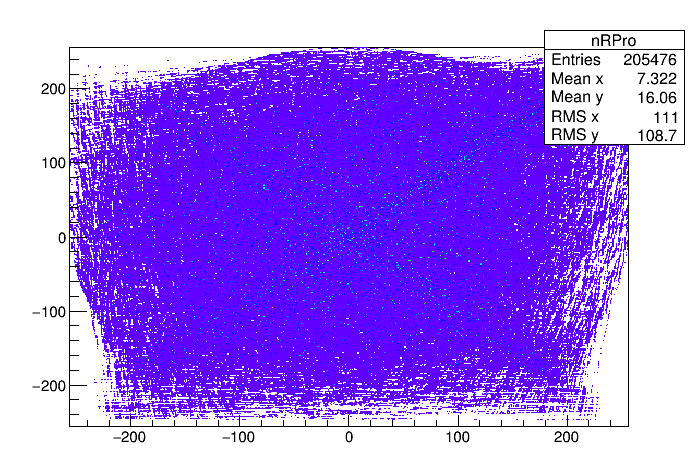 nRPro
Entries 205476
Mean x 7.322
Mean y 16.06
RMS x 111
RMS y 108.7
200
100
0
−100
−200
−200 −100 0 100 200